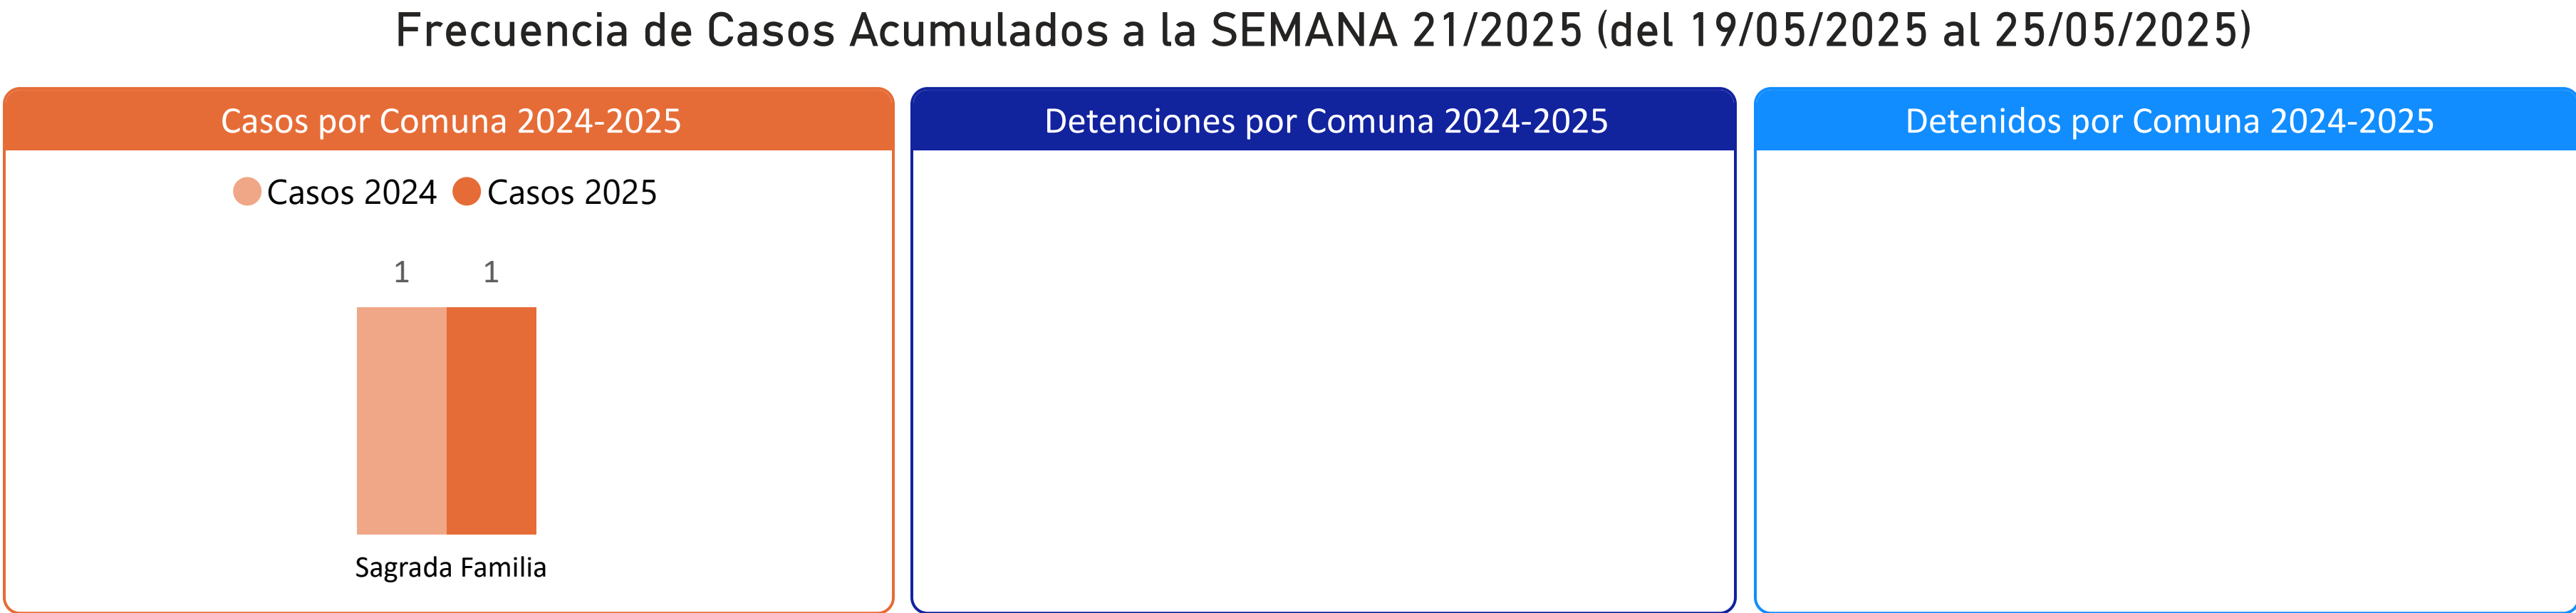 Frecuencia de Casos Acumulados a la SEMANA 21/2025 (del 19/05/2025 al 25/05/2025)
Casos por Comuna 2024-2025
Casos 2024 Casos 2025
1 1
Sagrada Familia
Detenciones por Comuna 2024-2025
Detenidos por Comuna 2024-2025